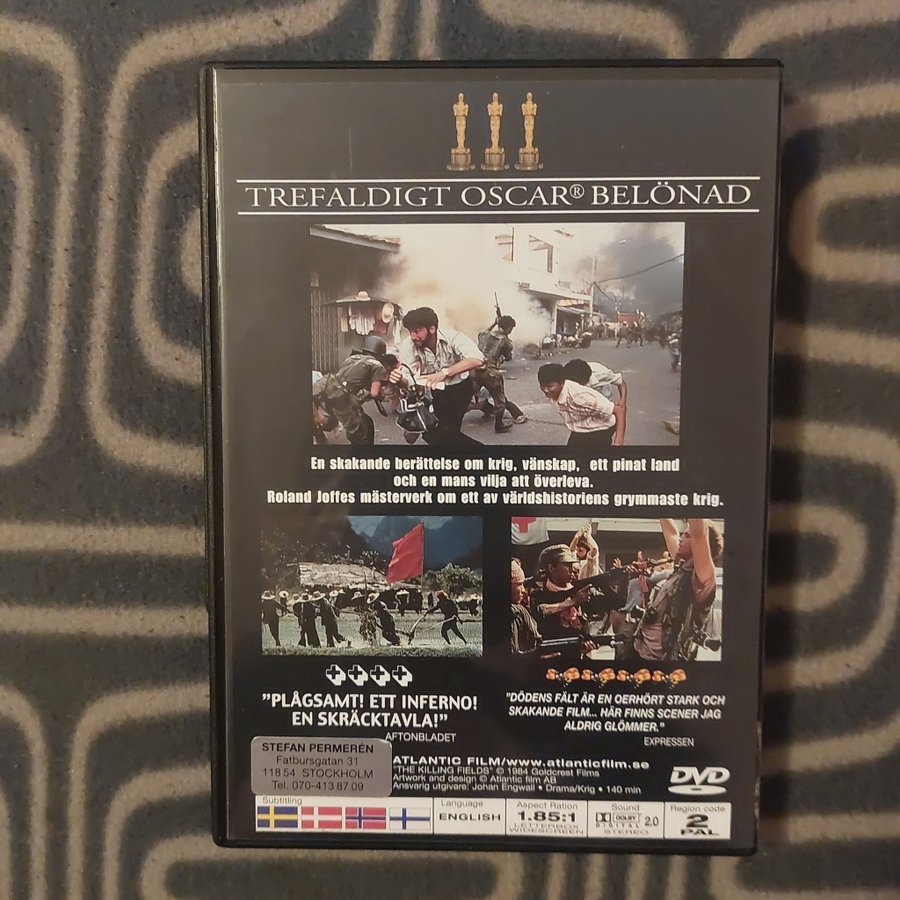 TREFALDIGT OSCAR® BELÖNAD
En skakande berättelse om krig, vänskap, ett pinat land
och en mans vilja att överleva.
Roland Joffes mästerverk om ett av världshistoriens grymmaste krig.
"PLÅGSAMT! ETT INFERNO!
EN SKRÄCKTAVLA!"
AFTONBLADET
"DÖDENS FÄLT ÄR EN OERHÖRT STARK OCH
SKAKANDE FILM... HÄR FINNS SCENER JAG
ALDRIG GLÖMMER."
EXPRESSEN
STEFAN PERMERÉN
Fatbursgatan 31
118 54 STOCKHOLM
Tel. 070-413 87 09
ATLANTIC FILM/www.atlanticfilm.se
"THE KILLING FIELDS" © 1984 Goldcrest Films
Artwork and design © Atlantic film AB
Ansvarig utgivare: Johan Engwall • Drama/Krig • 140 min
DVD
VIDEO
Subtitling
Language
ENGLISH
Aspect Ration
1.85:1
LETTERBOX
WIDESCREEN
Sound
DOLBY
DIGITAL
2.0
STEREO
Region code
2
PAL